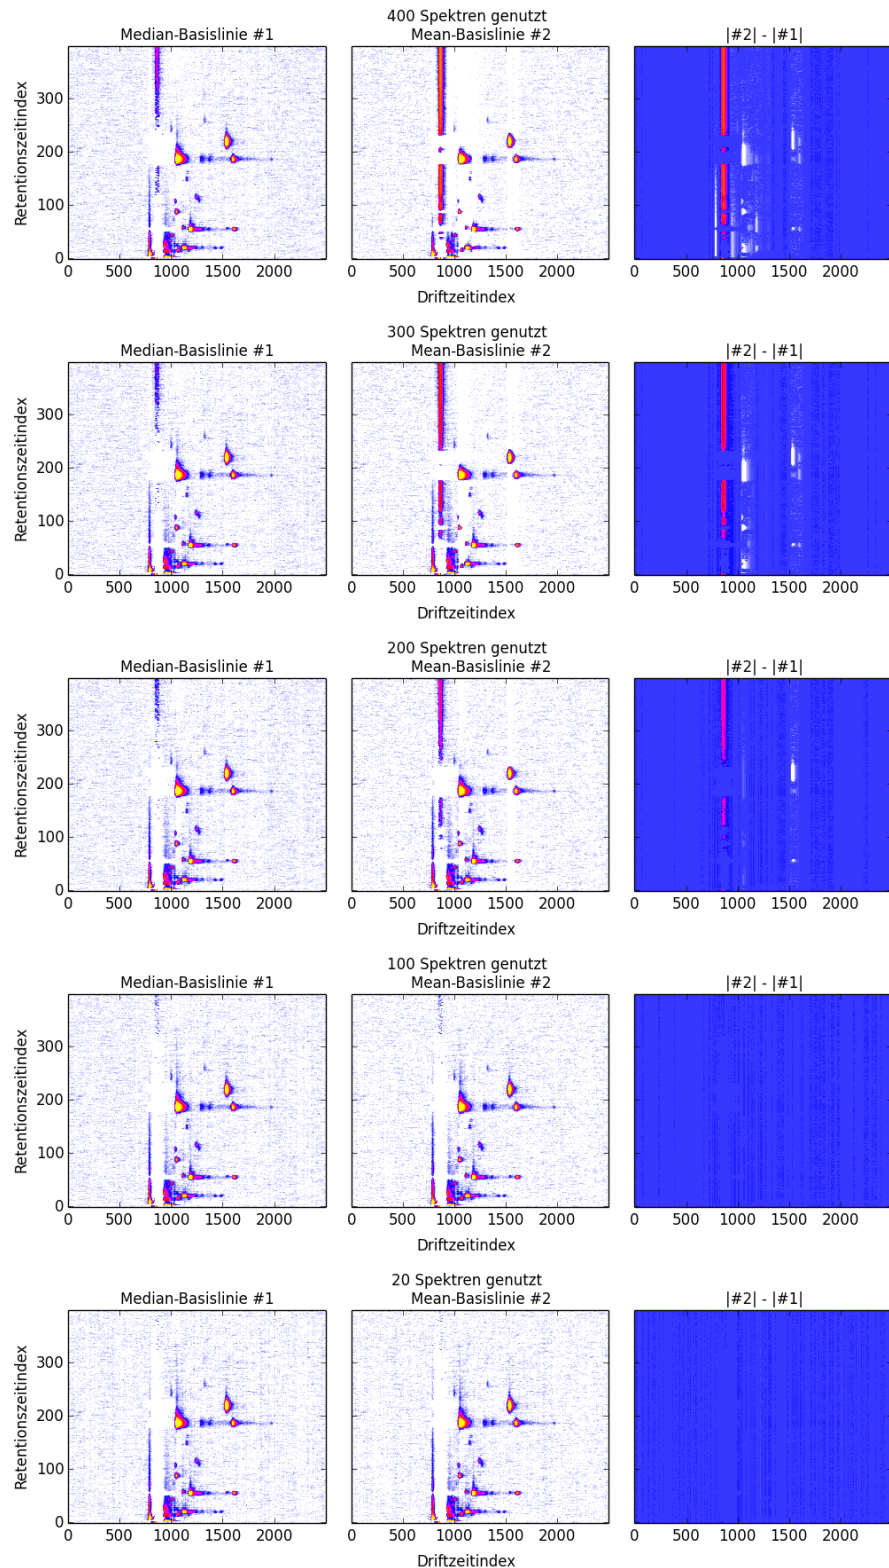 400 Spektren genutzt
Median-Basislinie #1 Mean-Basislinie #2 |#2| - |#1|
Retentionszeitindex
300
200
100
0
0 500 1000 1500 2000 0 500 1000 1500 2000 0 500 1000 1500 2000
Driftzeitindex
300 Spektren genutzt
Median-Basislinie #1 Mean-Basislinie #2 |#2| - |#1|
Retentionszeitindex
300
200
100
0
0 500 1000 1500 2000 0 500 1000 1500 2000 0 500 1000 1500 2000
Driftzeitindex
200 Spektren genutzt
Median-Basislinie #1 Mean-Basislinie #2 |#2| - |#1|
Retentionszeitindex
300
200
100
0
0 500 1000 1500 2000 0 500 1000 1500 2000 0 500 1000 1500 2000
Driftzeitindex
100 Spektren genutzt
Median-Basislinie #1 Mean-Basislinie #2 |#2| - |#1|
Retentionszeitindex
300
200
100
0
0 500 1000 1500 2000 0 500 1000 1500 2000 0 500 1000 1500 2000
Driftzeitindex
20 Spektren genutzt
Median-Basislinie #1 Mean-Basislinie #2 |#2| - |#1|
Retentionszeitindex
300
200
100
0
0 500 1000 1500 2000 0 500 1000 1500 2000 0 500 1000 1500 2000
Driftzeitindex